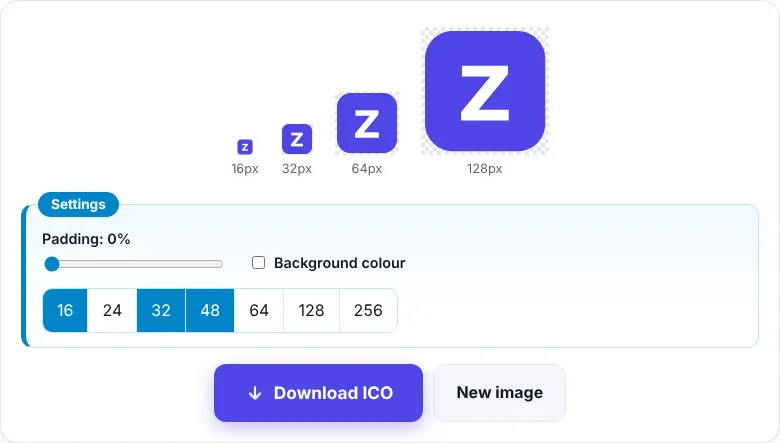 Z Z Z Z
16px 32px 64px 128px
Settings
Padding: 0%
Background colour
16 24 32 48 64 128 256
Download ICO New image